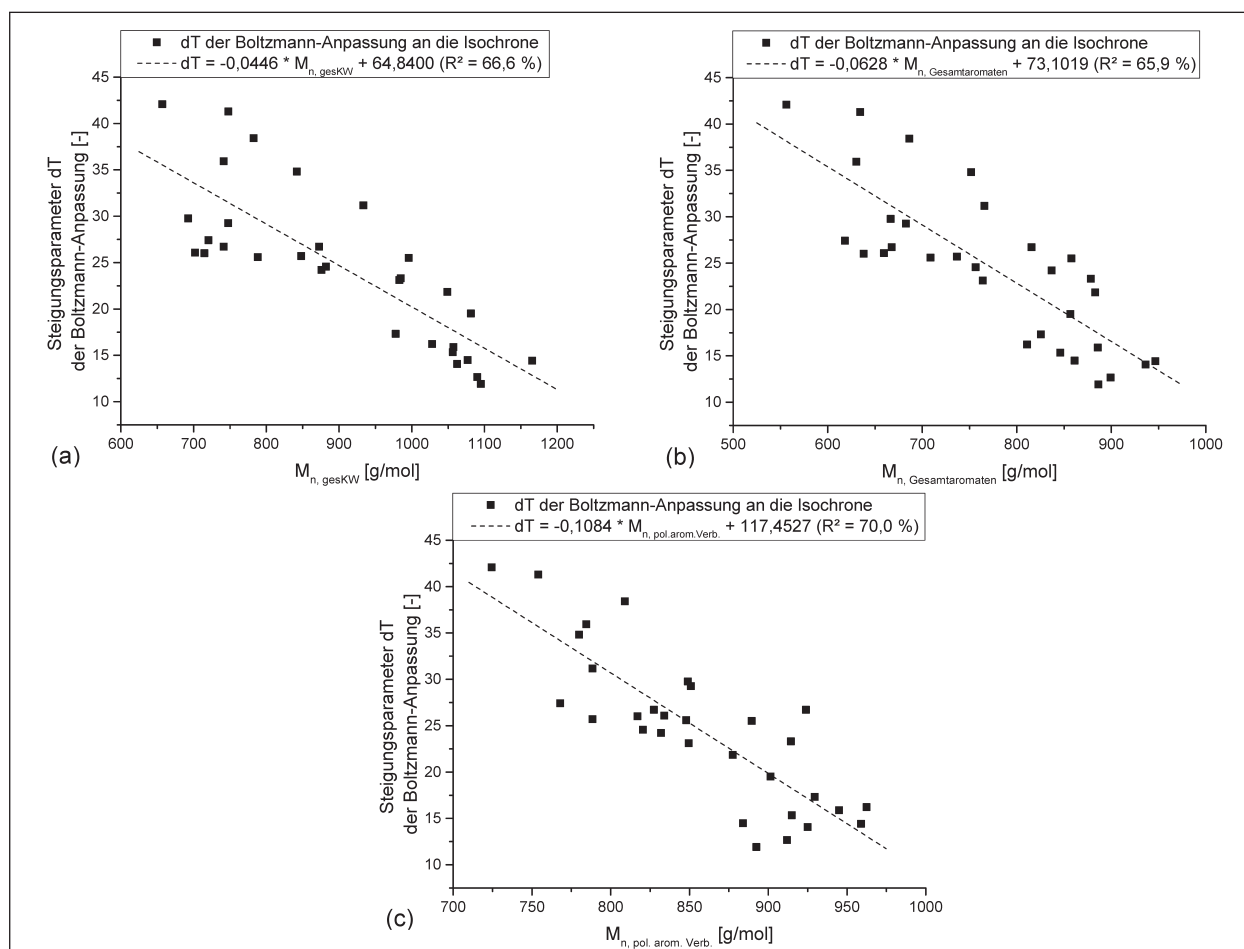 dT der Boltzmann-Anpassung an die Isochrone
dT = -0,0446 * Mn, gesKW + 64,8400 (R² = 66,6 %)
45
40
35
30
25
20
15
10
Steigungsparameter dT
der Boltzmann-Anpassung [-]
600 700 800 900 1000 1100 1200
(a)
Mn, gesKW [g/mol]
dT der Boltzmann-Anpassung an die Isochrone
dT = -0,0628 * Mn, Gesamtaromaten + 73,1019 (R² = 65,9 %)
45
40
35
30
25
20
15
10
Steigungsparameter dT
der Boltzmann-Anpassung [-]
500 600 700 800 900 1000
(b)
Mn, Gesamtaromaten [g/mol]
dT der Boltzmann-Anpassung an die Isochrone
dT = -0,1084 * Mn, pol.arom.Verb. + 117,4527 (R² = 70,0 %)
45
40
35
30
25
20
15
10
Steigungsparameter dT
der Boltzmann-Anpassung [-]
700 750 800 850 900 950 1000
(c)
Mn, pol. arom. Verb. [g/mol]